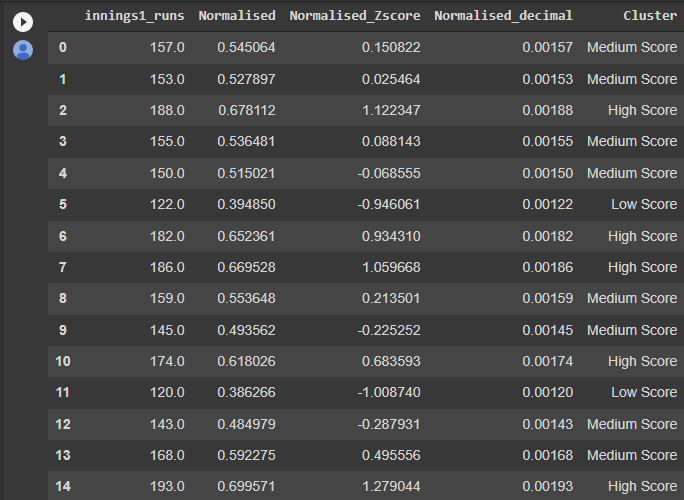 innings1_runs Normalised Normalised_Zscore Normalised_decimal Cluster
0 157.0 0.545064 0.150822 0.00157 Medium Score
1 153.0 0.527897 0.025464 0.00153 Medium Score
2 188.0 0.678112 1.122347 0.00188 High Score
3 155.0 0.536481 0.088143 0.00155 Medium Score
4 150.0 0.515021 -0.068555 0.00150 Medium Score
5 122.0 0.394850 -0.946061 0.00122 Low Score
6 182.0 0.652361 0.934310 0.00182 High Score
7 186.0 0.669528 1.059668 0.00186 High Score
8 159.0 0.553648 0.213501 0.00159 Medium Score
9 145.0 0.493562 -0.225252 0.00145 Medium Score
10 174.0 0.618026 0.683593 0.00174 High Score
11 120.0 0.386266 -1.008740 0.00120 Low Score
12 143.0 0.484979 -0.287931 0.00143 Medium Score
13 168.0 0.592275 0.495556 0.00168 Medium Score
14 193.0 0.699571 1.279044 0.00193 High Score